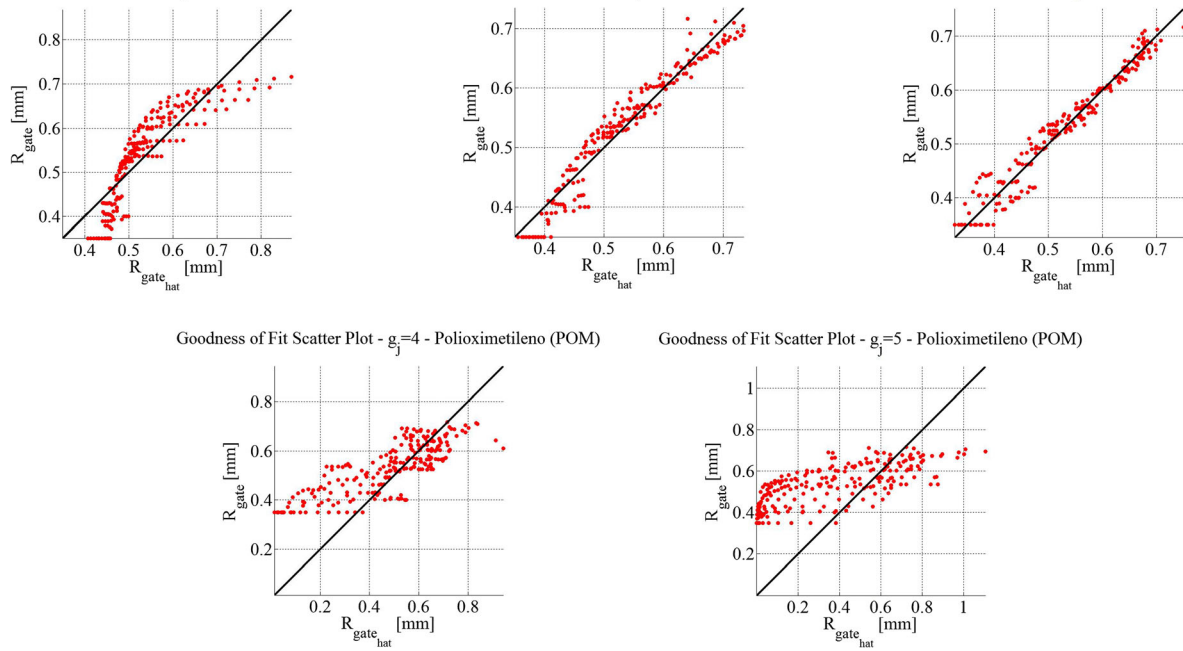 0.8
0.7
0.6
0.5
0.4
R_gate [mm]
0.4 0.5 0.6 0.7 0.8
R_gate_hat [mm]
0.7
0.6
0.5
0.4
R_gate [mm]
0.4 0.5 0.6 0.7
R_gate_hat [mm]
0.7
0.6
0.5
0.4
R_gate [mm]
0.4 0.5 0.6 0.7
R_gate_hat [mm]
Goodness of Fit Scatter Plot - g_j=4 - Polioximetileno (POM)
0.8
0.6
0.4
0.2
R_gate [mm]
0.2 0.4 0.6 0.8
R_gate_hat [mm]
Goodness of Fit Scatter Plot - g_j=5 - Polioximetileno (POM)
1
0.8
0.6
0.4
0.2
R_gate [mm]
0.2 0.4 0.6 0.8 1
R_gate_hat [mm]